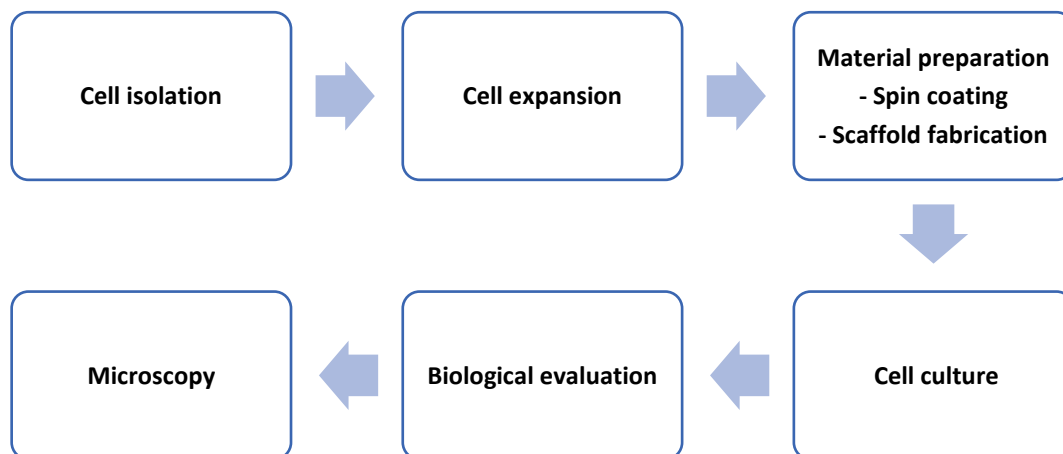 Cell isolation
Cell expansion
Material preparation
- Spin coating
- Scaffold fabrication
Cell culture
Biological evaluation
Microscopy